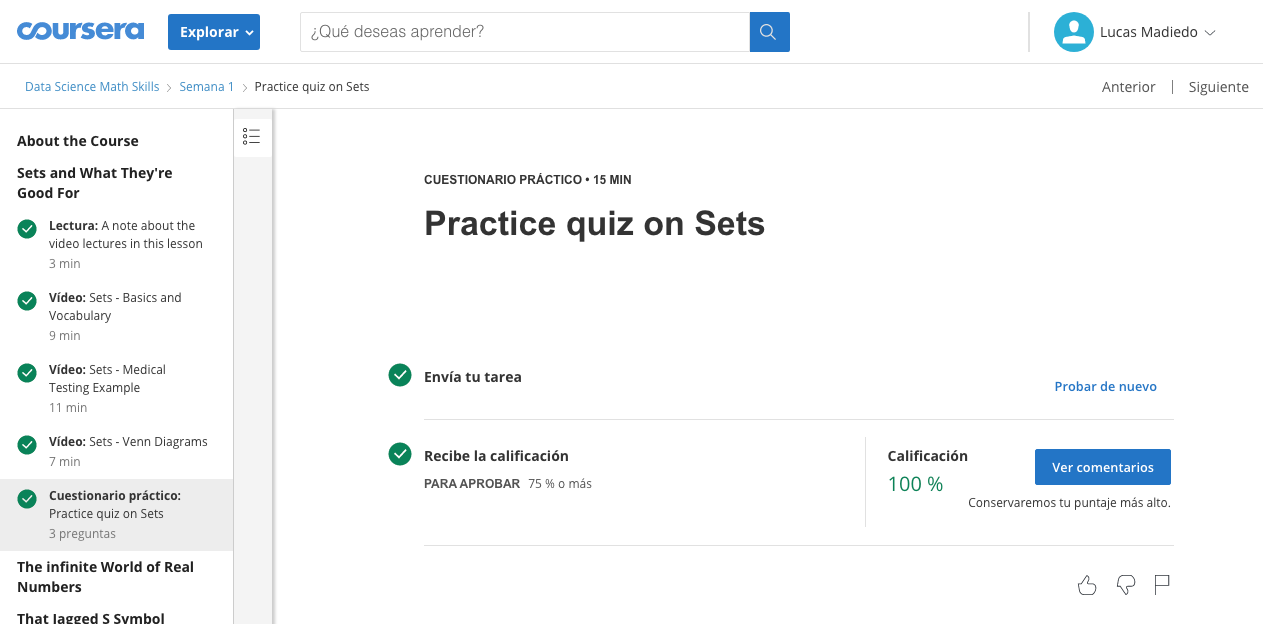 coursera
Explorar
¿Qué deseas aprender?
Lucas Madiedo
Data Science Math Skills > Semana 1 > Practice quiz on Sets
Anterior | Siguiente
About the Course
Sets and What They're
Good For
Lectura: A note about the
video lectures in this lesson
3 min
Vídeo: Sets - Basics and
Vocabulary
9 min
Vídeo: Sets - Medical
Testing Example
11 min
Vídeo: Sets - Venn Diagrams
7 min
Cuestionario práctico:
Practice quiz on Sets
3 preguntas
The infinite World of Real
Numbers
That Jagged S Symbol
CUESTIONARIO PRÁCTICO • 15 MIN
Practice quiz on Sets
Envía tu tarea
Probar de nuevo
Recibe la calificación
PARA APROBAR 75 % o más
Calificación
100 %
Ver comentarios
Conservaremos tu puntaje más alto.